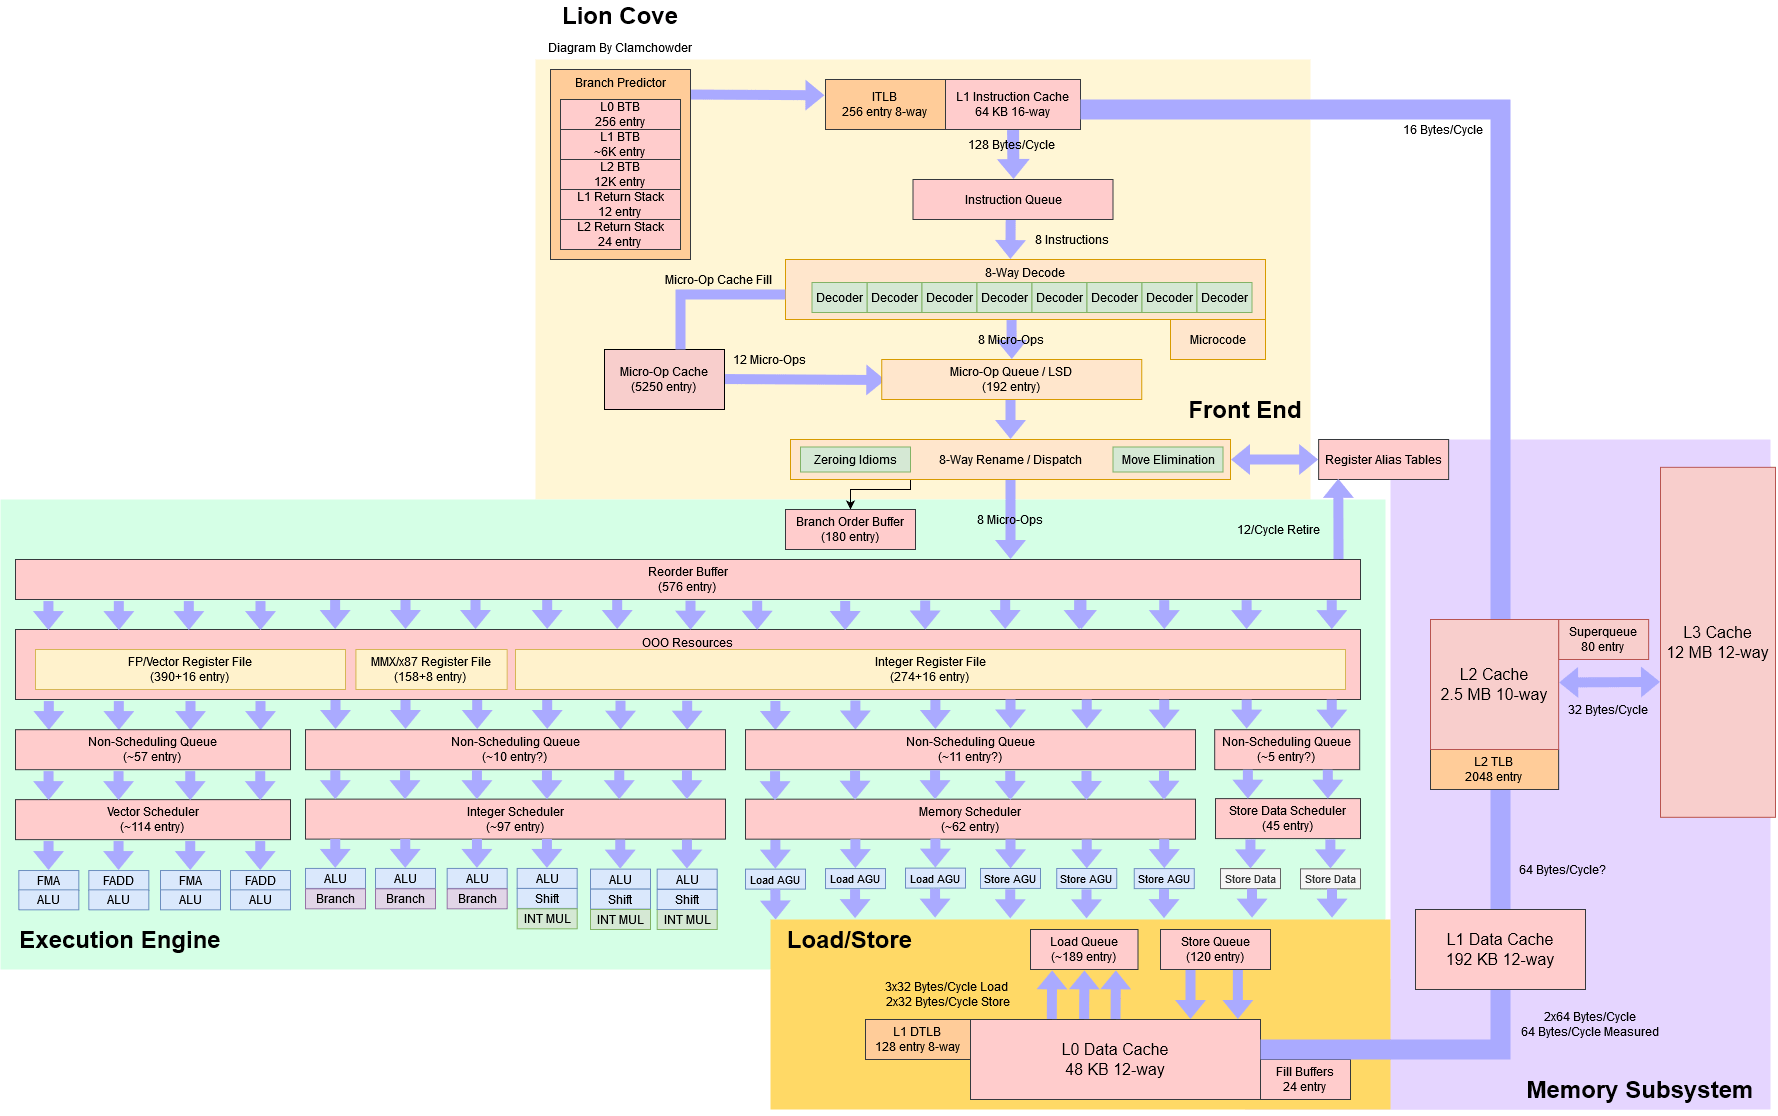 Lion Cove
Diagram By Clamchowder
Branch Predictor
L0 BTB
256 entry
L1 BTB
~6K entry
L2 BTB
12K entry
L1 Return Stack
12 entry
L2 Return Stack
24 entry
ITLB
256 entry 8-way
L1 Instruction Cache
64 KB 16-way
16 Bytes/Cycle
128 Bytes/Cycle
Instruction Queue
8 Instructions
8-Way Decode
Decoder Decoder Decoder Decoder Decoder Decoder Decoder Decoder
Micro-Op Cache Fill
Microcode
8 Micro-Ops
Micro-Op Cache
(5250 entry)
12 Micro-Ops
Micro-Op Queue / LSD
(192 entry)
Front End
Zeroing Idioms
8-Way Rename / Dispatch
Move Elimination
Register Alias Tables
Branch Order Buffer
(180 entry)
8 Micro-Ops
12/Cycle Retire
Reorder Buffer
(576 entry)
OOO Resources
FP/Vector Register File
(390+16 entry)
MMX/x87 Register File
(158+8 entry)
Integer Register File
(274+16 entry)
Non-Scheduling Queue
(~57 entry)
Non-Scheduling Queue
(~10 entry?)
Non-Scheduling Queue
(~11 entry?)
Non-Scheduling Queue
(~5 entry?)
Vector Scheduler
(~114 entry)
Integer Scheduler
(~97 entry)
Memory Scheduler
(~62 entry)
Store Data Scheduler
(45 entry)
FMA
ALU
FADD
ALU
FMA
ALU
FADD
ALU
ALU
Branch
ALU
Branch
ALU
Branch
ALU
Shift
INT MUL
ALU
Shift
INT MUL
ALU
Shift
INT MUL
Load AGU
Load AGU
Load AGU
Store AGU
Store AGU
Store AGU
Store Data
Store Data
Execution Engine
Load/Store
Load Queue
(~189 entry)
Store Queue
(120 entry)
3x32 Bytes/Cycle Load
2x32 Bytes/Cycle Store
L1 DTLB
128 entry 8-way
L0 Data Cache
48 KB 12-way
Fill Buffers
24 entry
L2 Cache
2.5 MB 10-way
Superqueue
80 entry
32 Bytes/Cycle
L3 Cache
12 MB 12-way
L2 TLB
2048 entry
64 Bytes/Cycle?
L1 Data Cache
192 KB 12-way
2x64 Bytes/Cycle
64 Bytes/Cycle Measured
Memory Subsystem